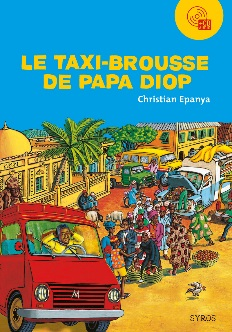 LE TAXI-BROUSSE
DE PAPA DIOP
Christian Epanya
SYROS